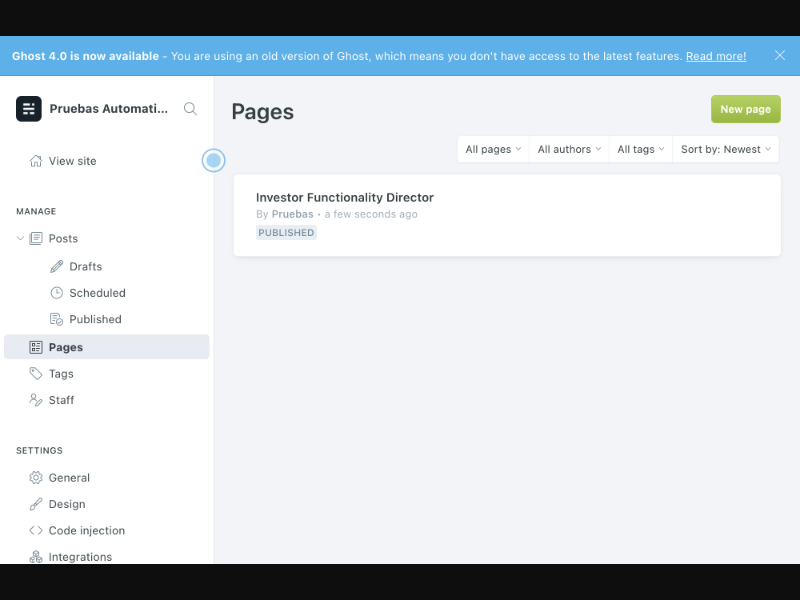 Ghost 4.0 is now available - You are using an old version of Ghost, which means you don't have access to the latest features. Read more!
Pruebas Automati...
View site
MANAGE
Posts
Drafts
Scheduled
Published
Pages
Tags
Staff
SETTINGS
General
Design
Code injection
Integrations
Pages
New page
All pages
All authors
All tags
Sort by: Newest
Investor Functionality Director
By Pruebas • a few seconds ago
PUBLISHED